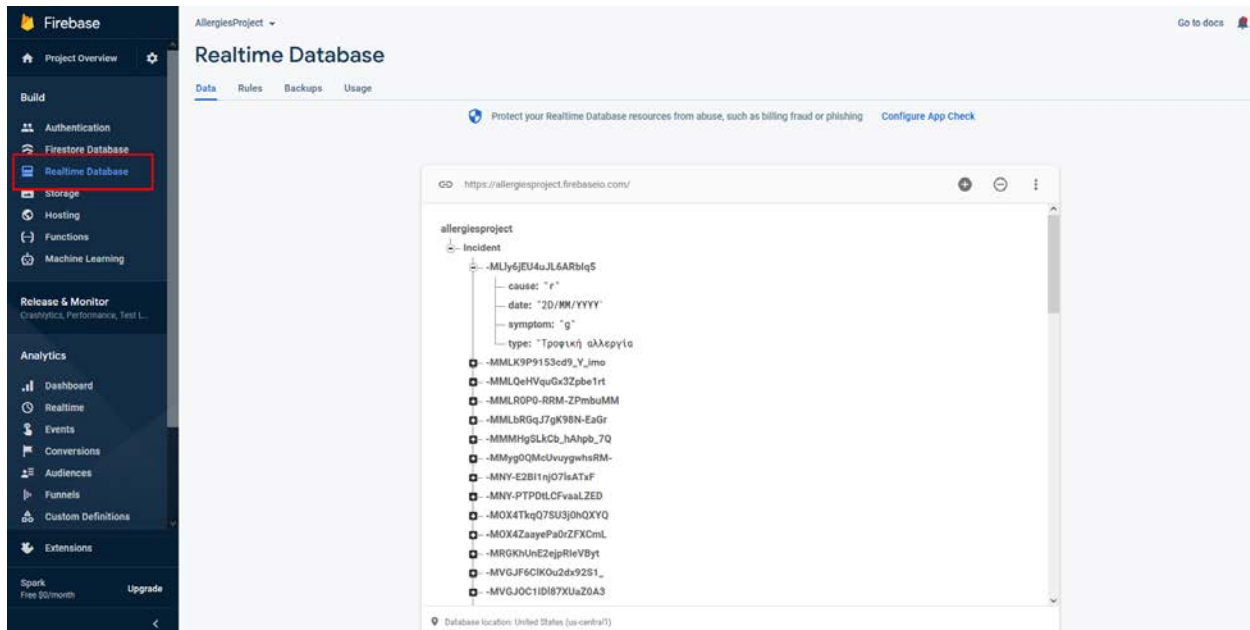 Firebase
Project Overview
Build
Authentication
Firestore Database
Realtime Database
Storage
Hosting
Functions
Machine Learning
Release & Monitor
Crashlytics, Performance, Test L...
Analytics
Dashboard
Realtime
Events
Conversions
Audiences
Funnels
Custom Definitions
Extensions
Spark
Free $0/month
Upgrade
AllergiesProject
Go to docs
Realtime Database
Data Rules Backups Usage
Protect your Realtime Database resources from abuse, such as billing fraud or phishing Configure App Check
https://allergiesproject.firebaseio.com/
allergiesproject
Incident
-MLly6jEU4uJL6ARblq5
cause: "r"
date: "2D/MM/YYYY"
symptom: "g"
type: "Τροφική αλλεργία
-MMLK9P9153cd9_Y_imo
-MMLQeHVquGx3Zpbe1rt
-MMLR0P0-RRM-ZPmbuMM
-MMLbRGqJ7gK98N-EaGr
-MMMHgSLkCb_hAhpb_7Q
-MMyg0QMcUvuygwhsRM-
-MNY-E2BI1njO7lsATxF
-MNY-PTPDtLCFvaaLZED
-MOX4TkqQ7SU3j0hQXYQ
-MOX4ZaayePa0rZFXCmL
-MRGKhUnE2ejpRleVByt
-MVGJF6ClKOu2dx92S1_
-MVGJOC1iDl87XUaZ0A3
Database location: United States (us-central1)